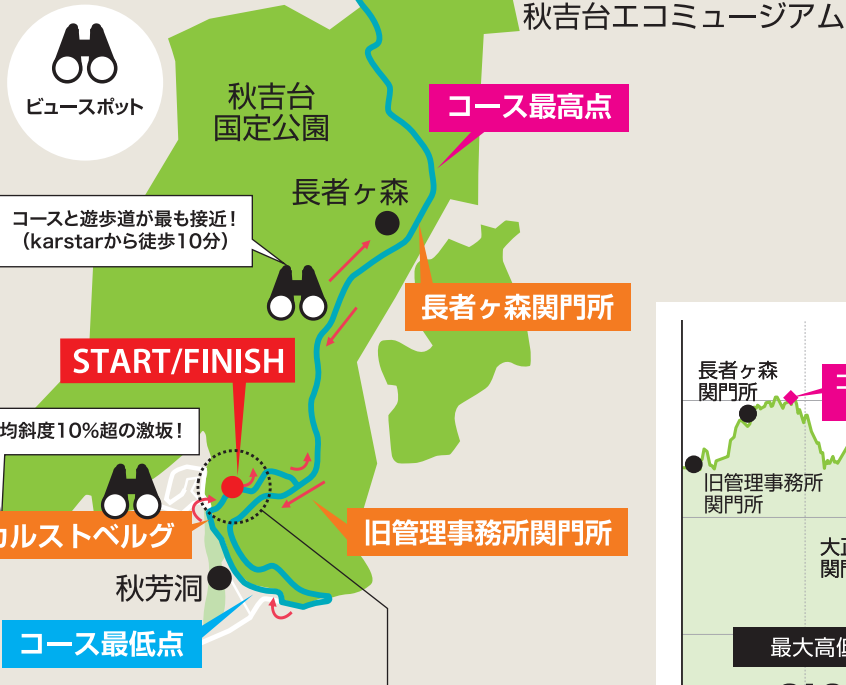 秋吉台エコミュージアム
ビュースポット
秋吉台
国定公園
コース最高点
長者ヶ森
コースと遊歩道が最も接近！
（karstarから徒歩10分）
長者ヶ森関門所
START/FINISH
均斜度10%超の激坂！
カルストベルグ
旧管理事務所関門所
秋芳洞
コース最低点
長者ヶ森
関門所
コ
旧管理事務所
関門所
大正
関門
最大高低